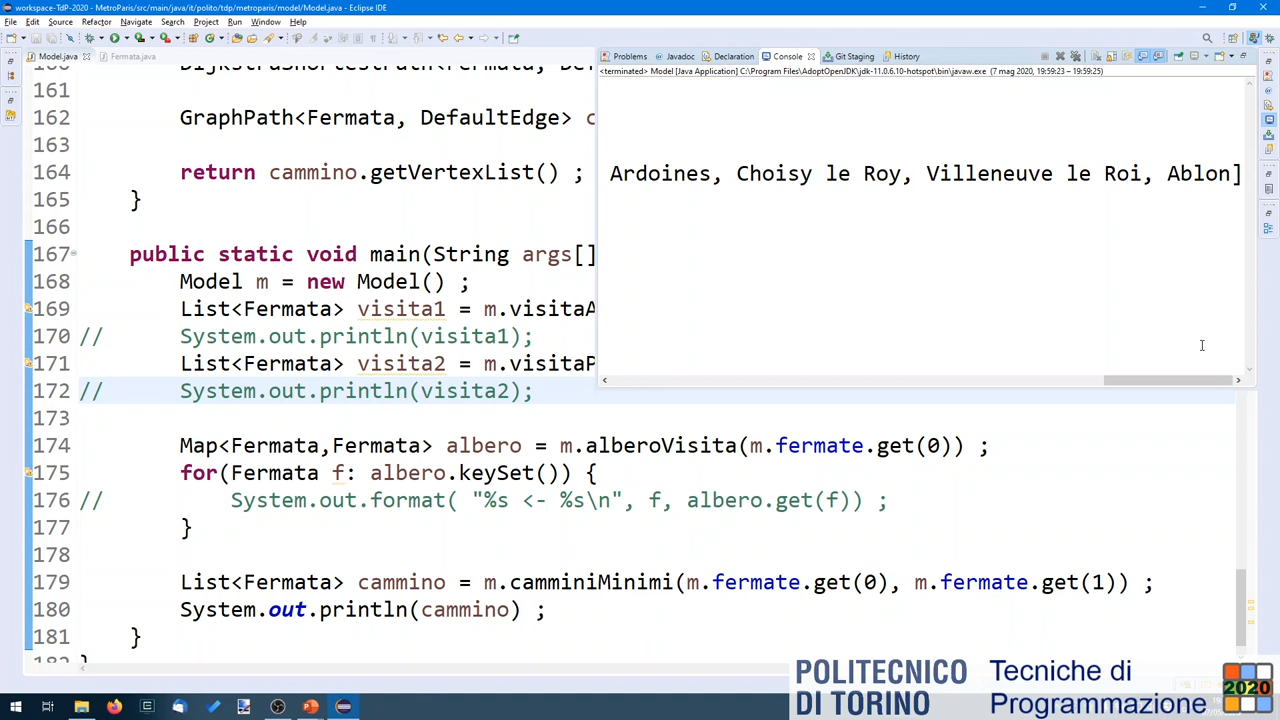 workspace-TdP-2020 - MetroParis/src/main/java/it/polito/tdp/metroparis/model/Model.java - Eclipse IDE
File Edit Source Refactor Navigate Search Project Run Window Help
Model.java
Fermata.java
Problems Javadoc Declaration Console Git Staging History
<terminated> Model [Java Application] C:\Program Files\AdoptOpenJDK\jdk-11.0.6.10-hotspot\bin\javaw.exe (7 mag 2020, 19:59:23 – 19:59:25)
Ardoines, Choisy le Roy, Villeneuve le Roi, Ablon]
161
162 GraphPath<Fermata, DefaultEdge> c
163
164 return cammino.getVertexList() ;
165 }
166
167 public static void main(String args[]
168 Model m = new Model() ;
169 List<Fermata> visita1 = m.visitaA
170 // System.out.println(visita1);
171 List<Fermata> visita2 = m.visitaP
172 // System.out.println(visita2);
173
174 Map<Fermata,Fermata> albero = m.alberoVisita(m.fermate.get(0)) ;
175 for(Fermata f: albero.keySet()) {
176 // System.out.format( "%s <- %s\n", f, albero.get(f)) ;
177 }
178
179 List<Fermata> cammino = m.camminiMinimi(m.fermate.get(0), m.fermate.get(1)) ;
180 System.out.println(cammino) ;
181 }
POLITECNICO
DI TORINO
Tecniche di
Programmazione
2020